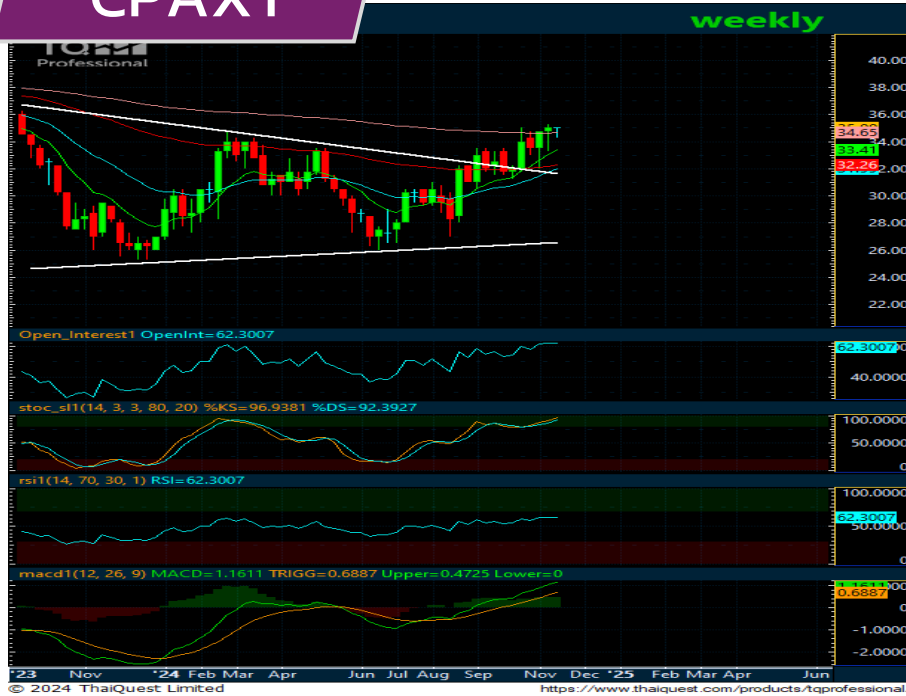 CPAXT
weekly
TQ
Professional
40.00
38.00
36.00
34.65
34.00
33.41
32.26
32.00
30.00
28.00
26.00
24.00
22.00
Open_Interest1 OpenInt=62.3007
62.3007
40.0000
stoc_sl1(14, 3, 3, 80, 20) %KS=96.9381 %DS=92.3927
100.0000
50.0000
0
rsi1(14, 70, 30, 1) RSI=62.3007
100.0000
62.3007
50.0000
0
macd1(12, 26, 9) MACD=1.1611 TRIGG=0.6887 Upper=0.4725 Lower=0
1.1611
0.6887
0
-1.0000
-2.0000
'23 Nov '24 Feb Mar Apr Jun Jul Aug Sep Nov Dec '25 Feb Mar Apr Jun
© 2024 ThaiQuest Limited https://www.thaiquest.com/products/tqprofessional